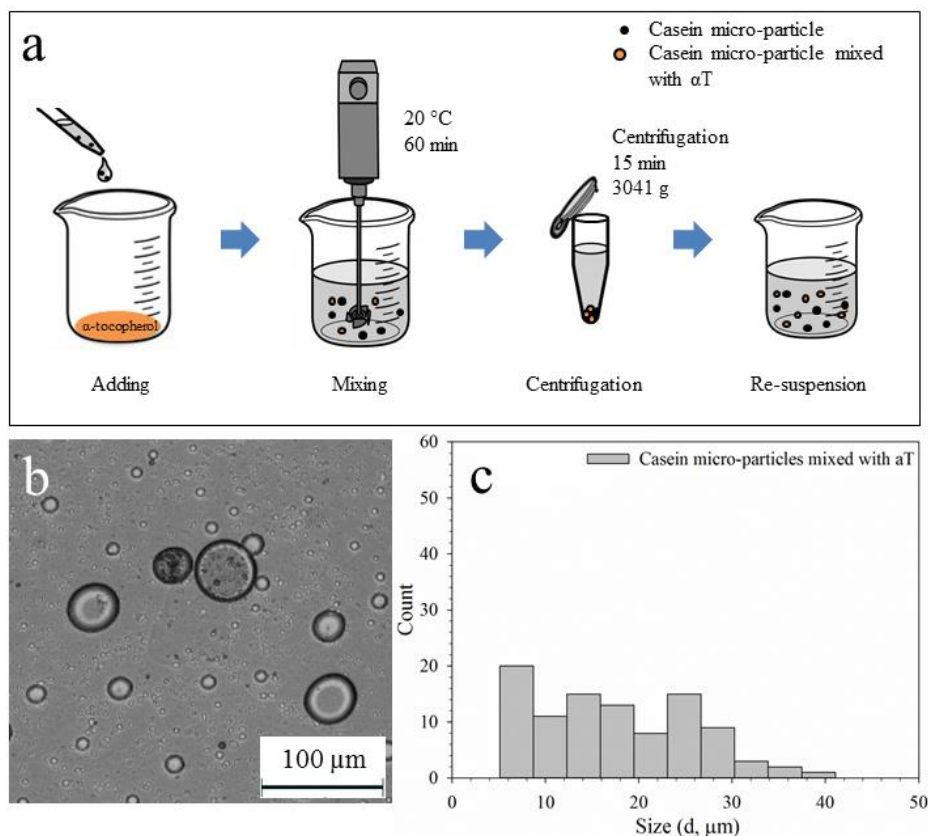 a
Casein micro-particle
Casein micro-particle mixed
with αT
20 °C
60 min
Centrifugation
15 min
3041 g
α-tocopherol
Adding
Mixing
Centrifugation
Re-suspension
b
100 µm
c
Casein micro-particles mixed with aT
60
50
40
30
20
10
0
Count
0 10 20 30 40 50
Size (d, µm)